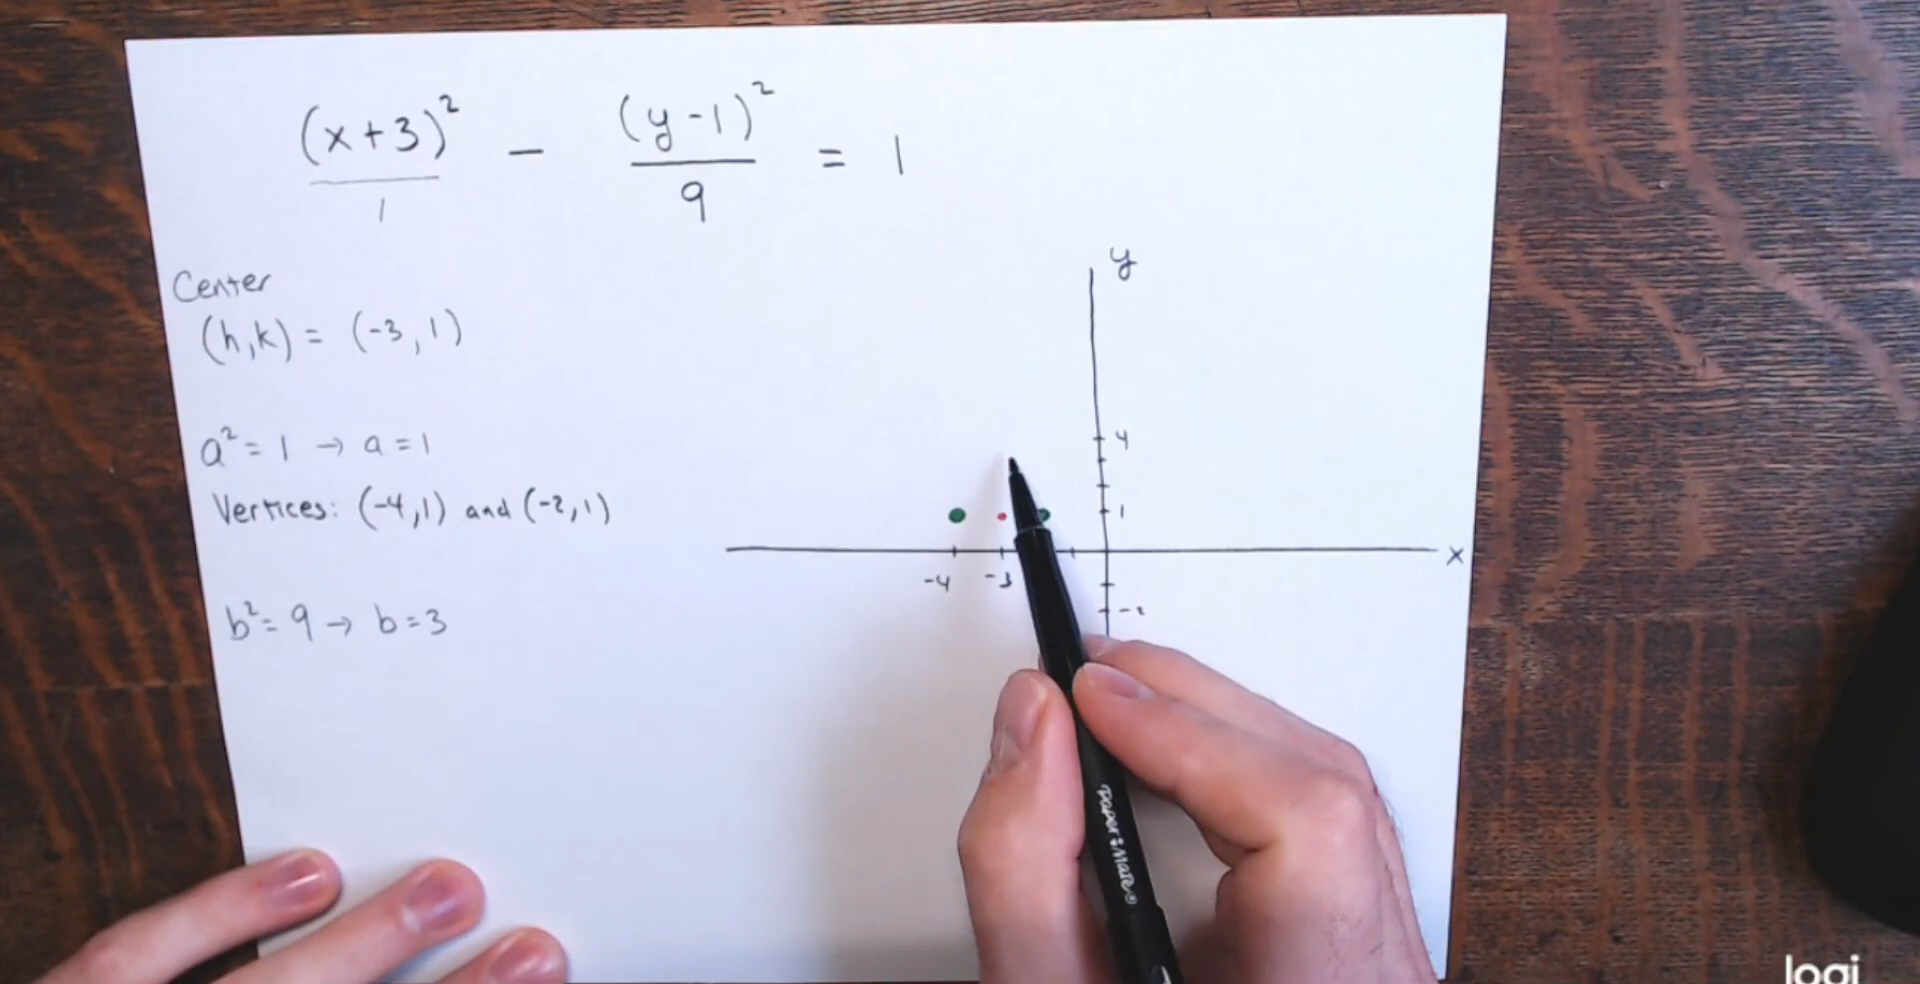 (x+3)² - (y-1)² = 1
1 9
Center
(h,k) = (-3,1)
a² = 1 → a = 1
Vertices: (-4,1) and (-2,1)
b² = 9 → b = 3
y
4
1
x
-4 -3
-2
paper:mate®
logi